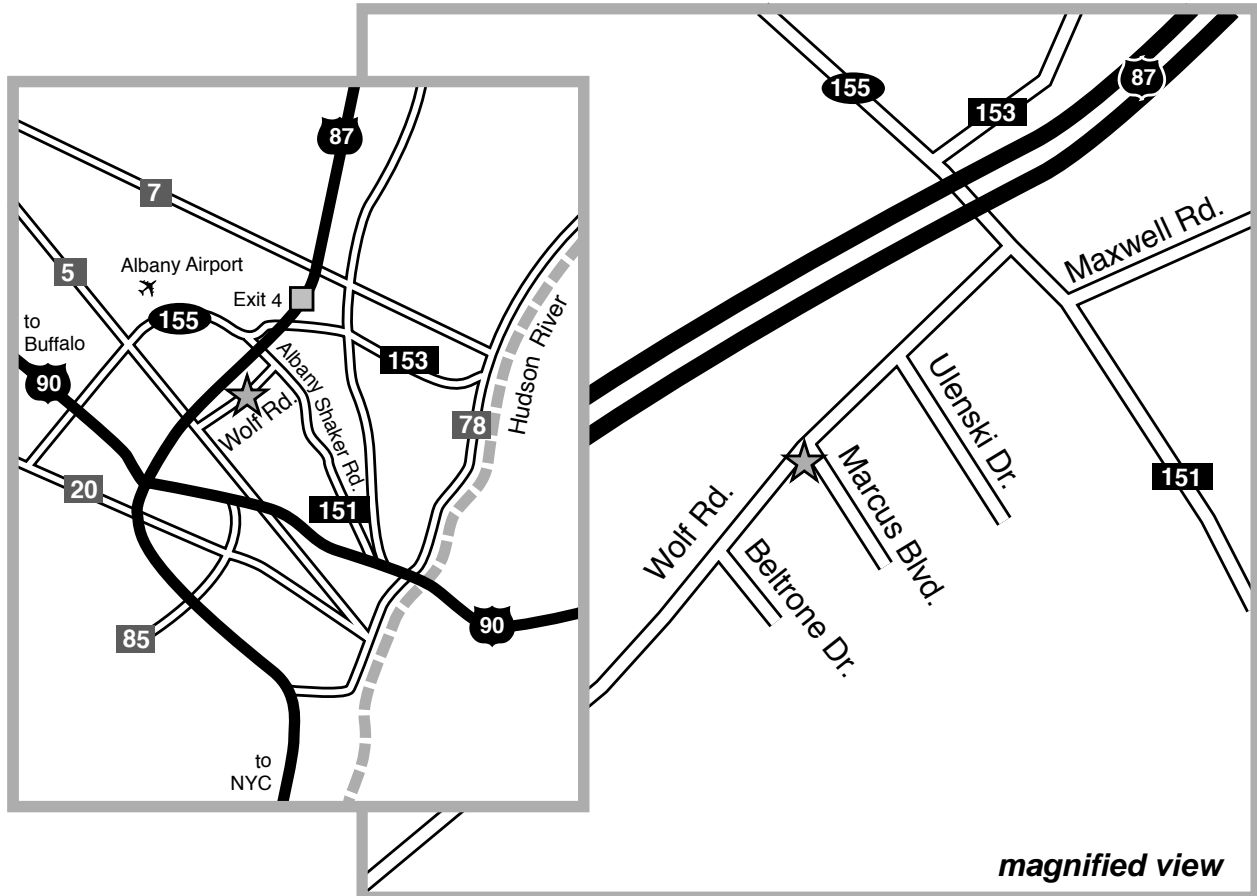 87
7
5
Albany Airport
Exit 4
155
to
Buffalo
90
153
Albany Shaker Rd.
Wolf Rd.
78
Hudson River
20
151
85
90
to
NYC
155
153
87
Maxwell Rd.
Ulenski Dr.
Marcus Blvd.
151
Wolf Rd.
Beltrone Dr.
magnified view